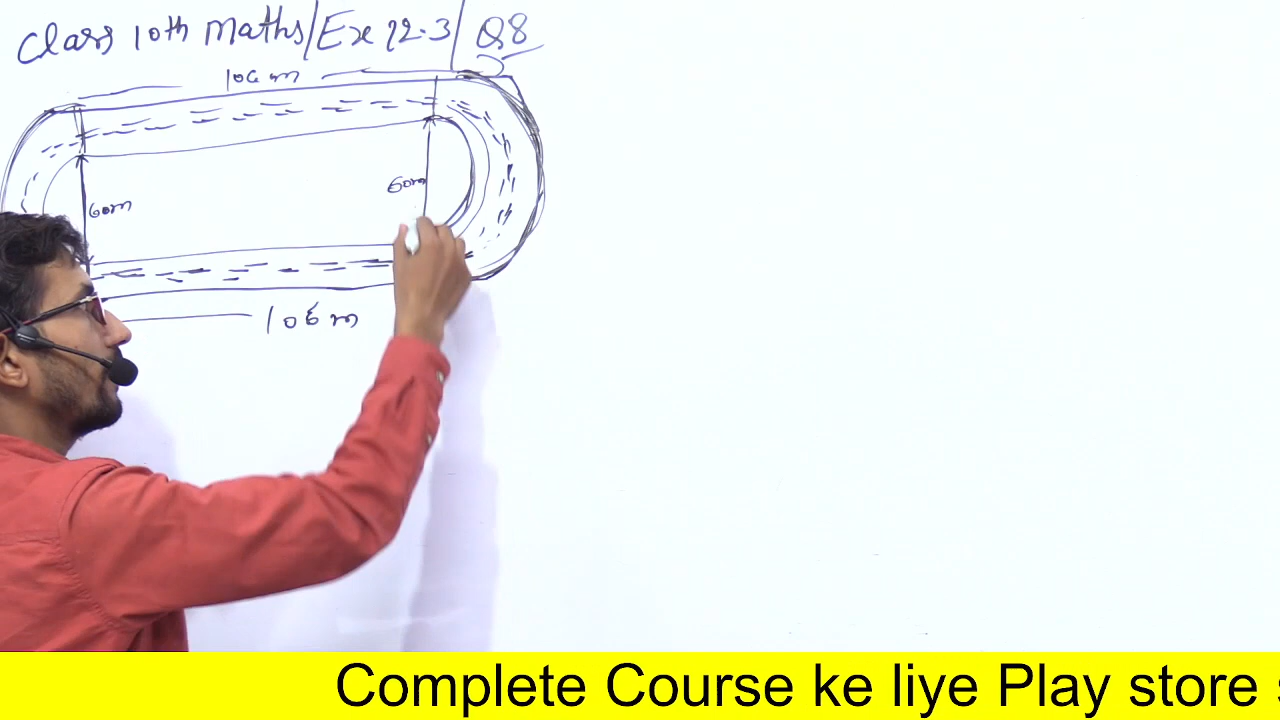 Class 10th Maths/Ex 12.3/Q8
106 m
60m
60m
106 m
Complete Course ke liye Play store